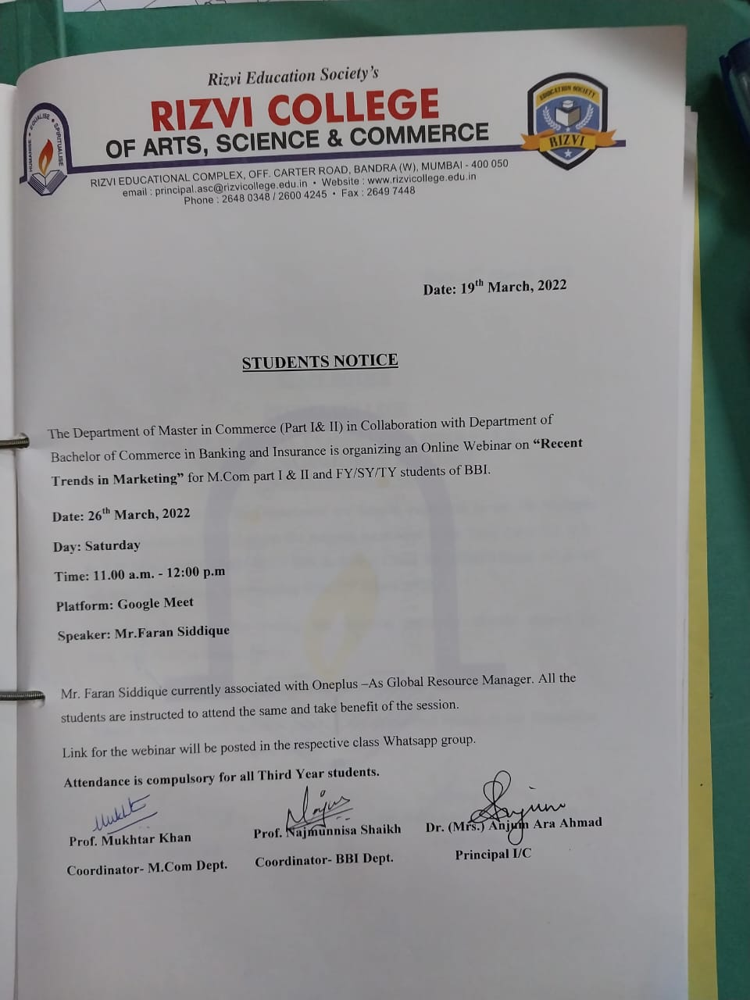 Rizvi Education Society's
RIZVI COLLEGE
OF ARTS, SCIENCE & COMMERCE
HUMANISE • EQUALISE • SPIRITUALISE
EDUCATION SOCIETY
RIZVI
RIZVI EDUCATIONAL COMPLEX, OFF. CARTER ROAD, BANDRA (W), MUMBAI - 400 050
email : principal.asc@rizvicollege.edu.in • Website : www.rizvicollege.edu.in
Phone : 2648 0348 / 2600 4245 • Fax : 2649 7448
Date: 19th March, 2022
STUDENTS NOTICE
The Department of Master in Commerce (Part I& II) in Collaboration with Department of
Bachelor of Commerce in Banking and Insurance is organizing an Online Webinar on “Recent
Trends in Marketing” for M.Com part I & II and FY/SY/TY students of BBI.
Date: 26th March, 2022
Day: Saturday
Time: 11.00 a.m. - 12:00 p.m
Platform: Google Meet
Speaker: Mr.Faran Siddique
Mr. Faran Siddique currently associated with Oneplus –As Global Resource Manager. All the
students are instructed to attend the same and take benefit of the session.
Link for the webinar will be posted in the respective class Whatsapp group.
Attendance is compulsory for all Third Year students.
Prof. Mukhtar Khan Prof. Najmunnisa Shaikh Dr. (Mrs.) Anjum Ara Ahmad
Coordinator- M.Com Dept. Coordinator- BBI Dept. Principal I/C